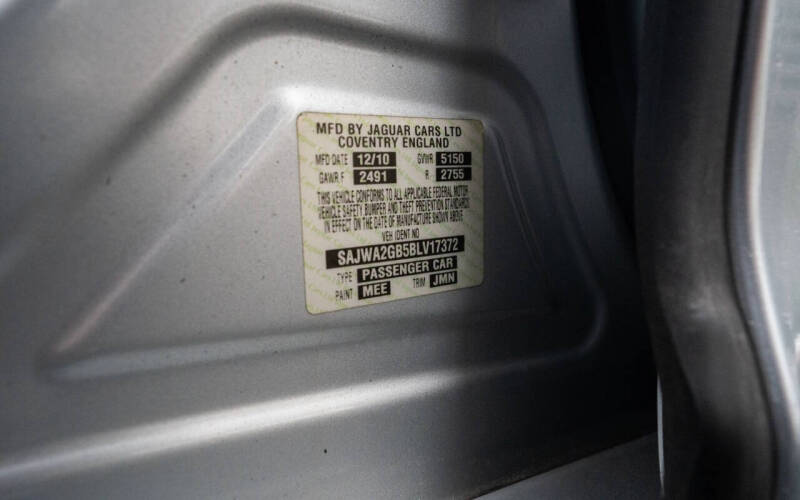 MFD BY JAGUAR CARS LTD
COVENTRY ENGLAND
MFD DATE 12/10 GVWR 5150
GAWR F 2491 R 2755
THIS VEHICLE CONFORMS TO ALL APPLICABLE FEDERAL MOTOR
VEHICLE SAFETY BUMPER AND THEFT PREVENTION STANDARDS
IN EFFECT ON THE DATE OF MANUFACTURE SHOWN ABOVE
VEH IDENT NO
SAJWA2GB5BLV17372
TYPE PASSENGER CAR
PAINT MEE TRIM JMN